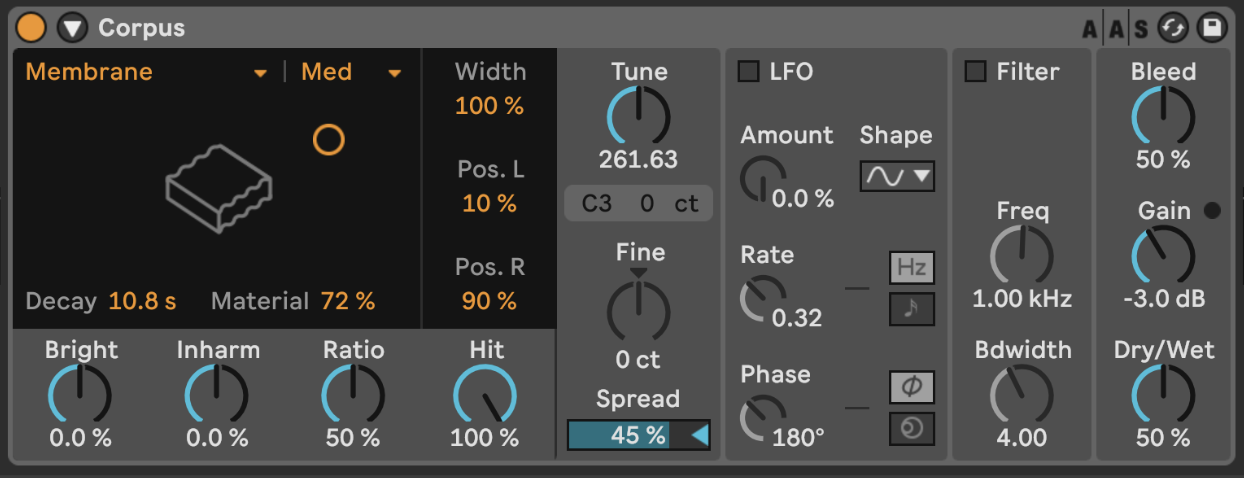 Corpus
AAS
Membrane
Med
Width
100 %
Pos. L
10 %
Pos. R
90 %
Decay 10.8 s
Material 72 %
Bright
0.0 %
Inharm
0.0 %
Ratio
50 %
Hit
100 %
Tune
261.63
C3 0 ct
Fine
0 ct
Spread
45 %
LFO
Amount
0.0 %
Shape
Rate
0.32
Hz
Phase
180°
Filter
Freq
1.00 kHz
Bdwidth
4.00
Bleed
50 %
Gain
-3.0 dB
Dry/Wet
50 %